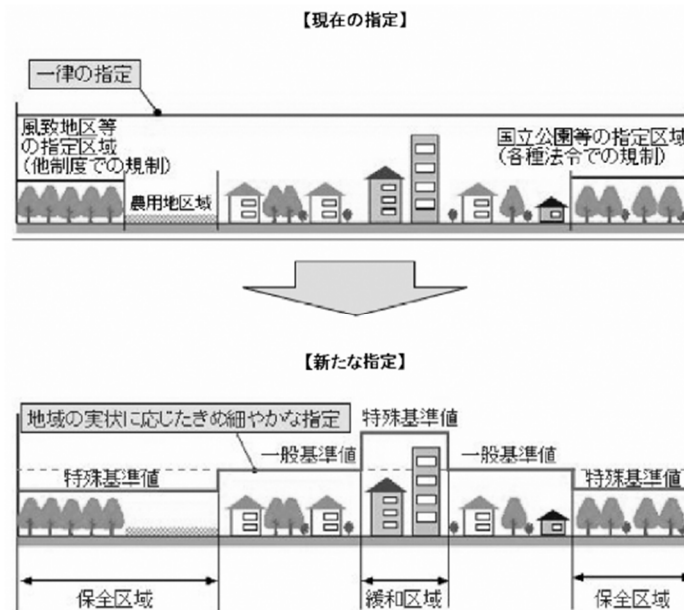 【現在の指定】
一律の指定
風致地区等
の指定区域
(他制度での規制)
農用地区域
国立公園等の指定区域
(各種法令での規制)
【新たな指定】
地域の実状に応じたきめ細やかな指定
特殊基準値
一般基準値
一般基準値
特殊基準値
特殊基準値
保全区域
緩和区域
保全区域